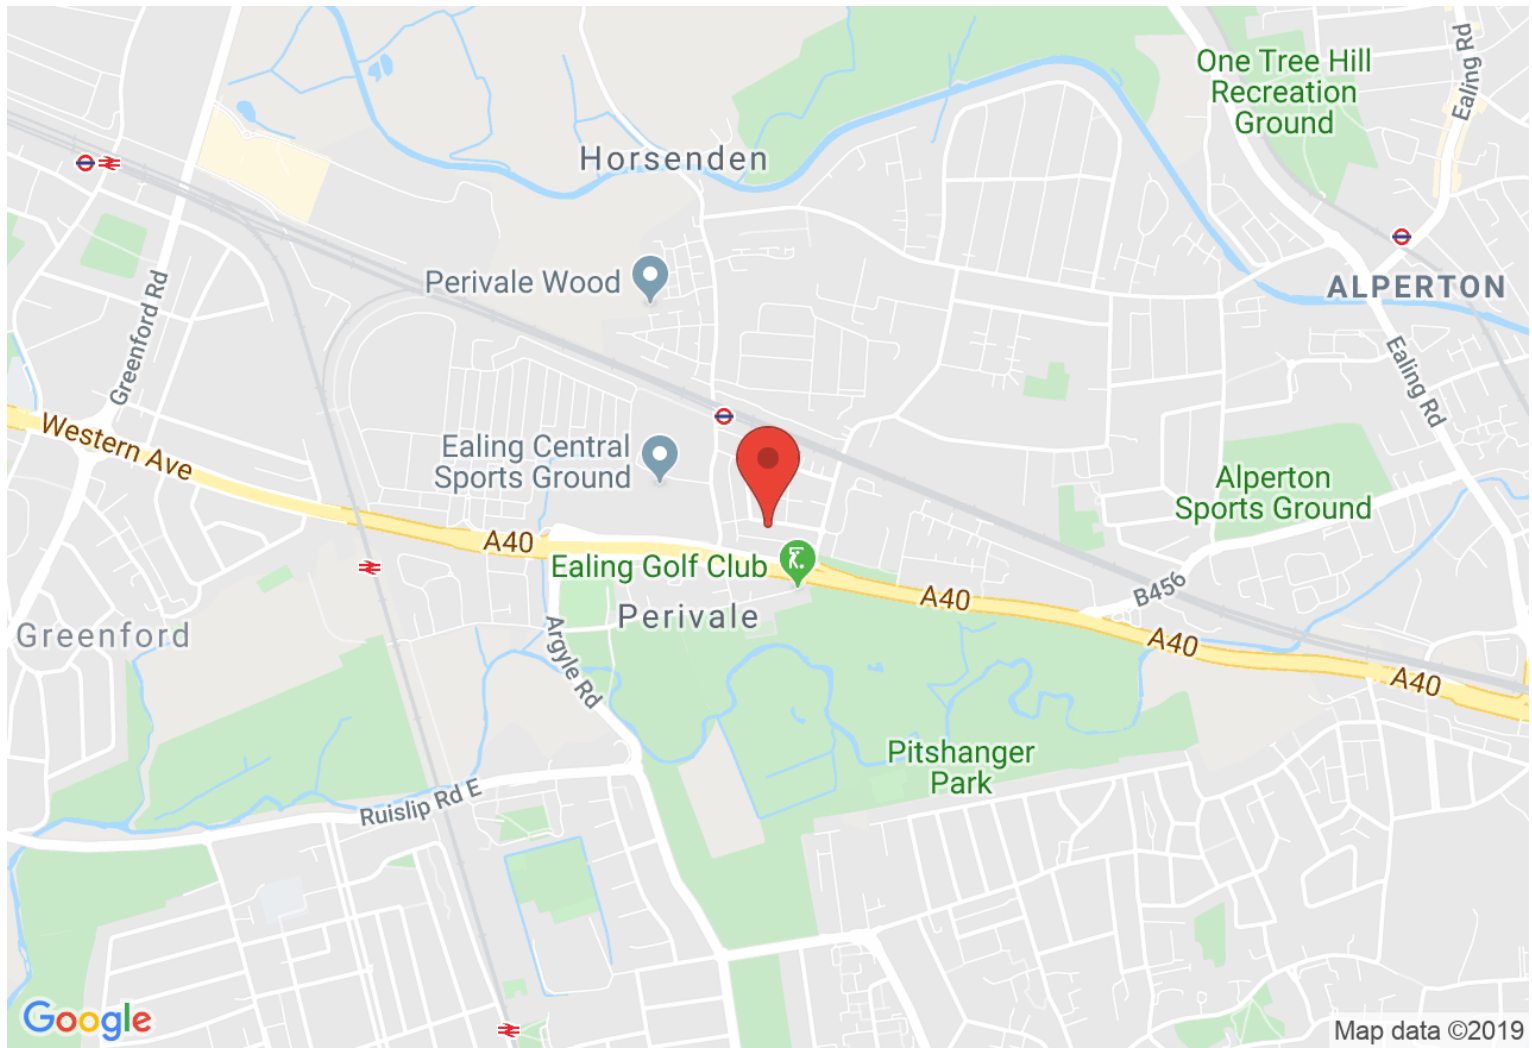 One Tree Hill
Recreation
Ground
Ealing Rd
Horsenden
Perivale Wood
ALPERTON
Greenford Rd
Ealing Rd
Western Ave
Ealing Central
Sports Ground
Alperton
Sports Ground
A40
Ealing Golf Club
A40
B456
Perivale
Greenford
A40
Argyle Rd
A40
Pitshanger
Park
Ruislip Rd E
Google
Map data ©2019